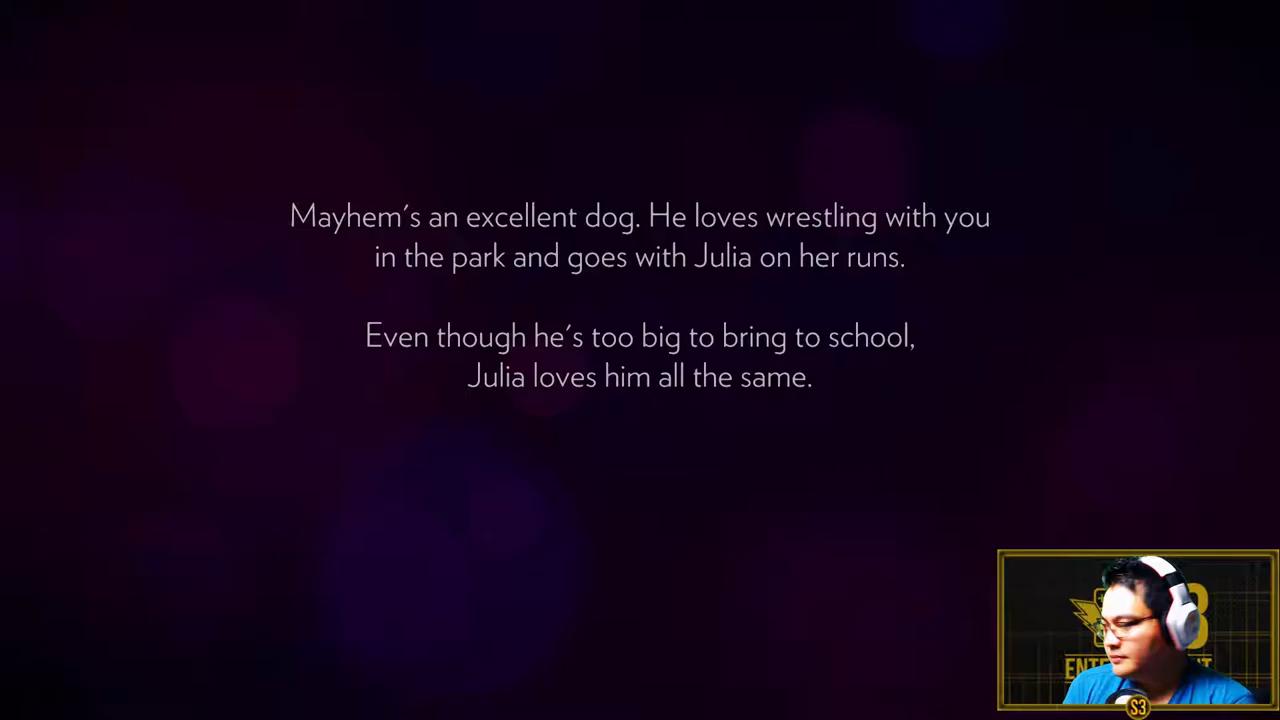 Mayhem's an excellent dog. He loves wrestling with you
in the park and goes with Julia on her runs.
Even though he's too big to bring to school,
Julia loves him all the same.
S3